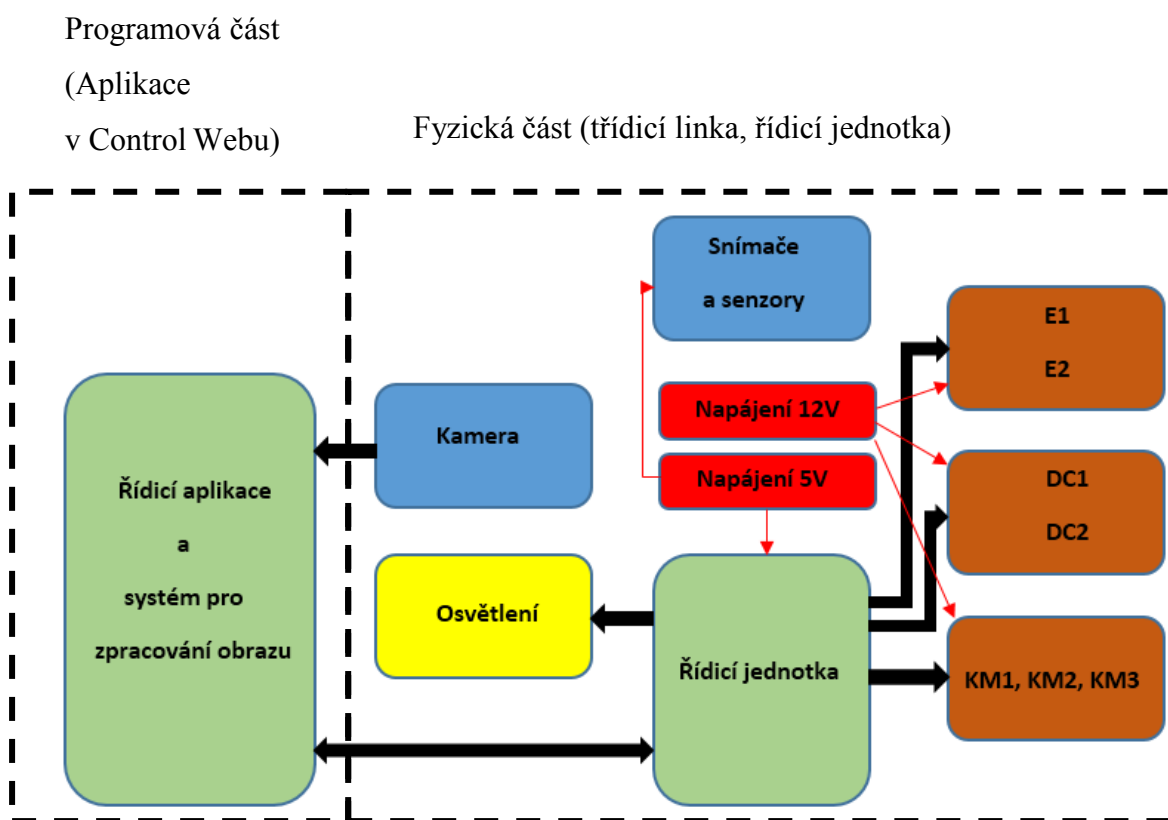 Programová část
(Aplikace
v Control Webu)
Fyzická část (třídicí linka, řídicí jednotka)
Snímače
a senzory
E1
E2
Napájení 12V
Kamera
Napájení 5V
DC1
DC2
Řídicí aplikace
a
systém pro
zpracování obrazu
Osvětlení
Řídicí jednotka
KM1, KM2, KM3